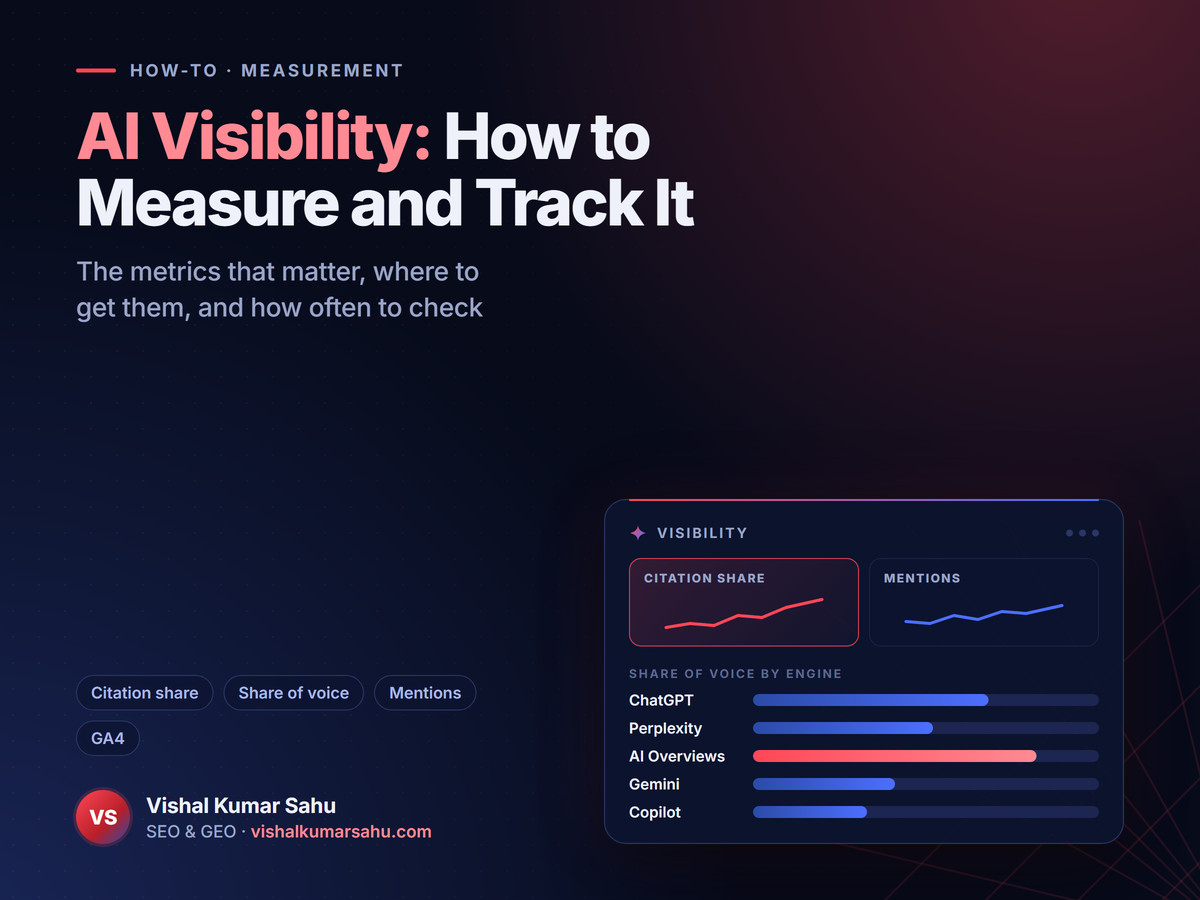 HOW-TO · MEASUREMENT
AI Visibility: How to
Measure and Track It
The metrics that matter, where to
get them, and how often to check
VISIBILITY
CITATION SHARE
MENTIONS
SHARE OF VOICE BY ENGINE
ChatGPT
Perplexity
AI Overviews
Gemini
Copilot
Citation share
Share of voice
Mentions
GA4
VS
Vishal Kumar Sahu
SEO & GEO · vishalkumarsahu.com